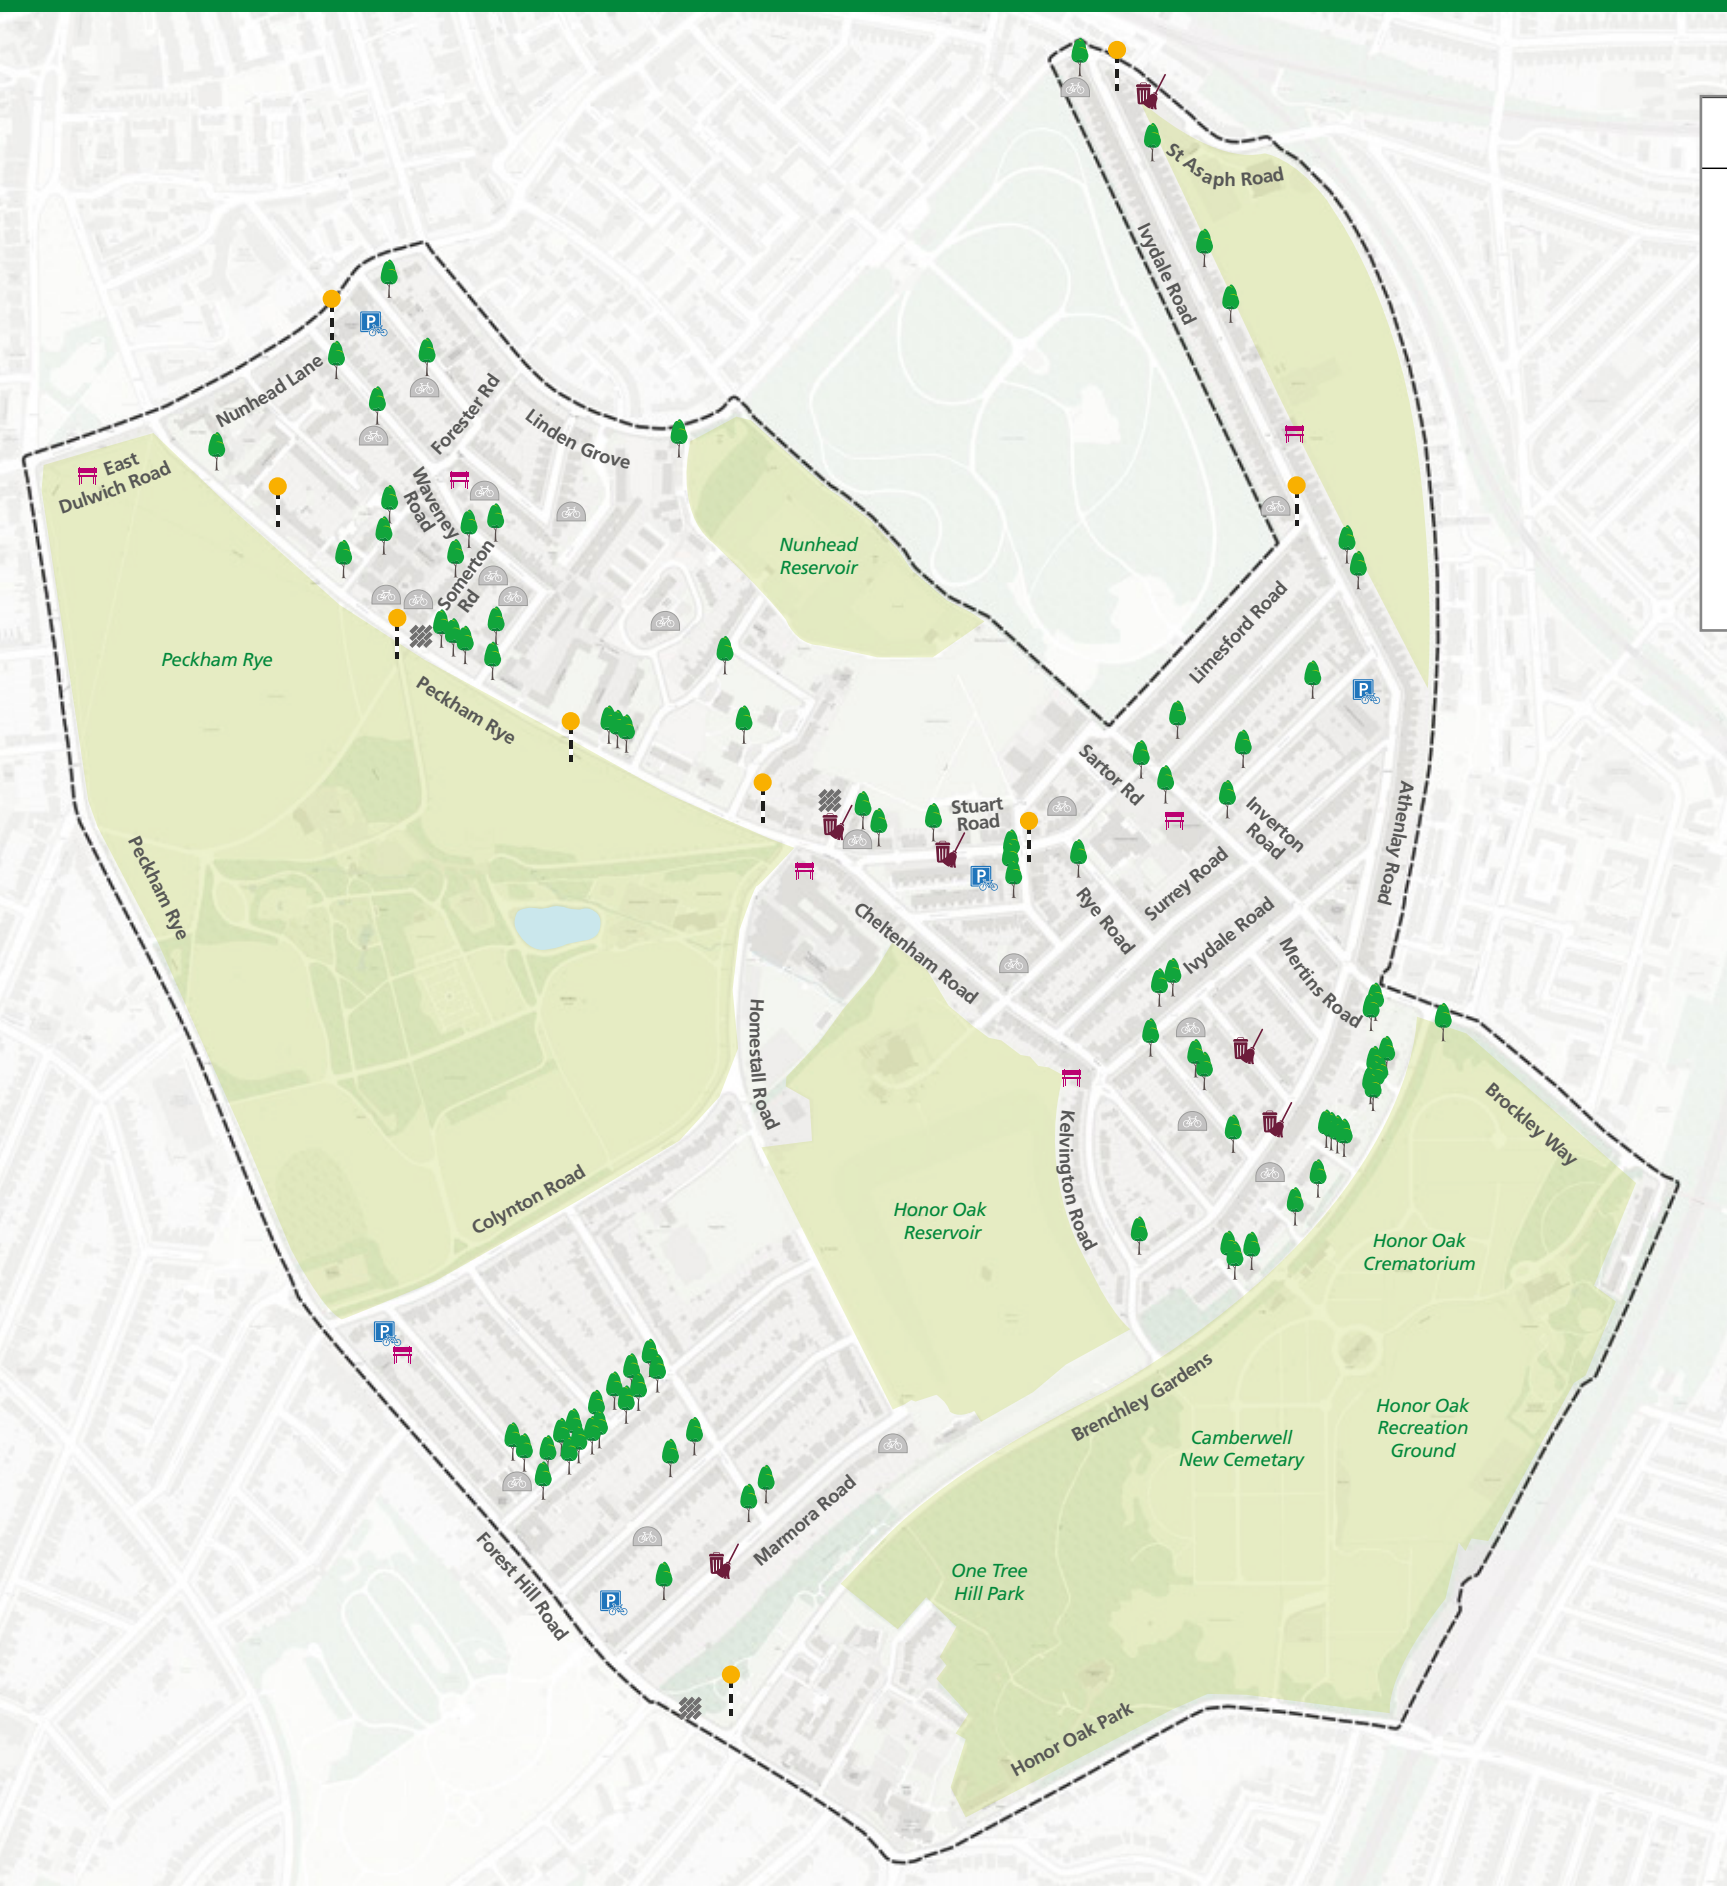 St Asaph Road
Ivydale Road
Nunhead Lane
Forester Rd
Linden Grove
East
Dulwich Road
Waveney
Road
Somerton
Rd
Nunhead
Reservoir
Peckham Rye
Peckham Rye
Limesford Road
Sartor Rd
Stuart
Road
Inverton
Road
Athenlay Road
Peckham Rye
Surrey Road
Rye Road
Ivydale Road
Cheltenham Road
Mertins Road
Homestall Road
Kelvington Road
Brockley Way
Colynton Road
Honor Oak
Reservoir
Honor Oak
Crematorium
Brenchley Gardens
Honor Oak
Recreation
Ground
Camberwell
New Cemetary
Marmora Road
Forest Hill Road
One Tree
Hill Park
Honor Oak Park
P
P
P
P
P